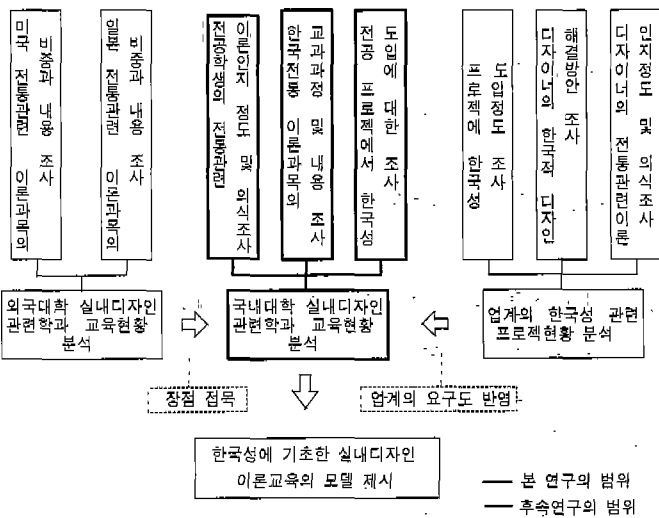 미국 전통관련 이론과목의
비중과 내용 조사
일본 전통관련 이론과목의
비중과 내용 조사
전공학생의 전통관련
이론인지 정도 및 의식조사
한국전통 이론과목의
교과과정 및 내용 조사
전공 프로젝에서 한국성
도입에 대한 조사
프로젝에 한국성
도입정도 조사
디자이너의 한국적 디자인
해결방안 조사
디자이너의 전통관련이론
인지정도 및 의식조사
외국대학 실내디자인
관련학과 교육현황
분석
국내대학 실내디자인
관련학과 교육현황
분석
업계의 한국성 관련
프로젝현황 분석
장점 접목
업계의 요구도 반영
한국성에 기초한 실내디자인
이론교육의 모델 제시
본 연구의 범위
후속연구의 범위